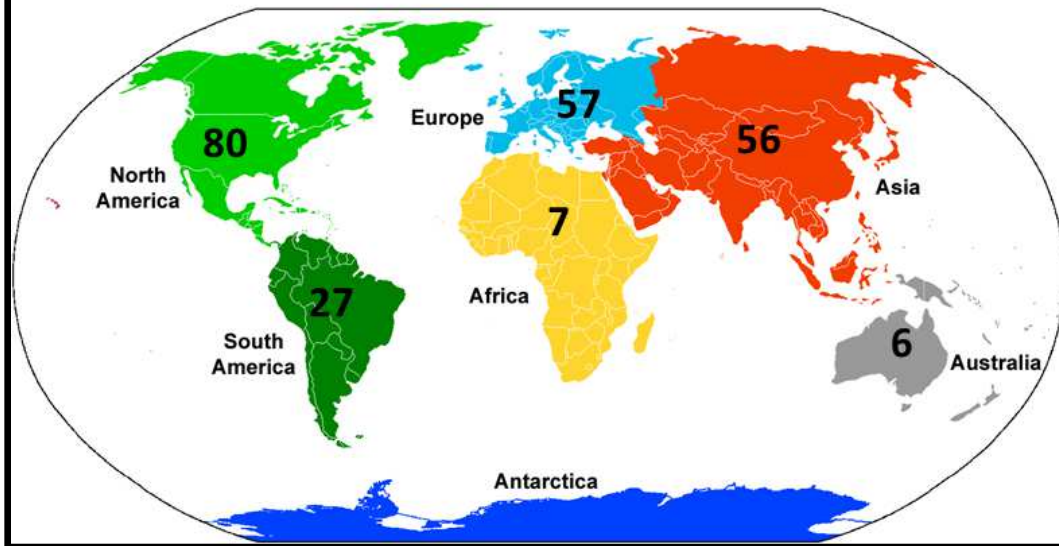 57
Europe
80
56
North
America
Asia
7
27
Africa
South
America
6
Australia
Antarctica